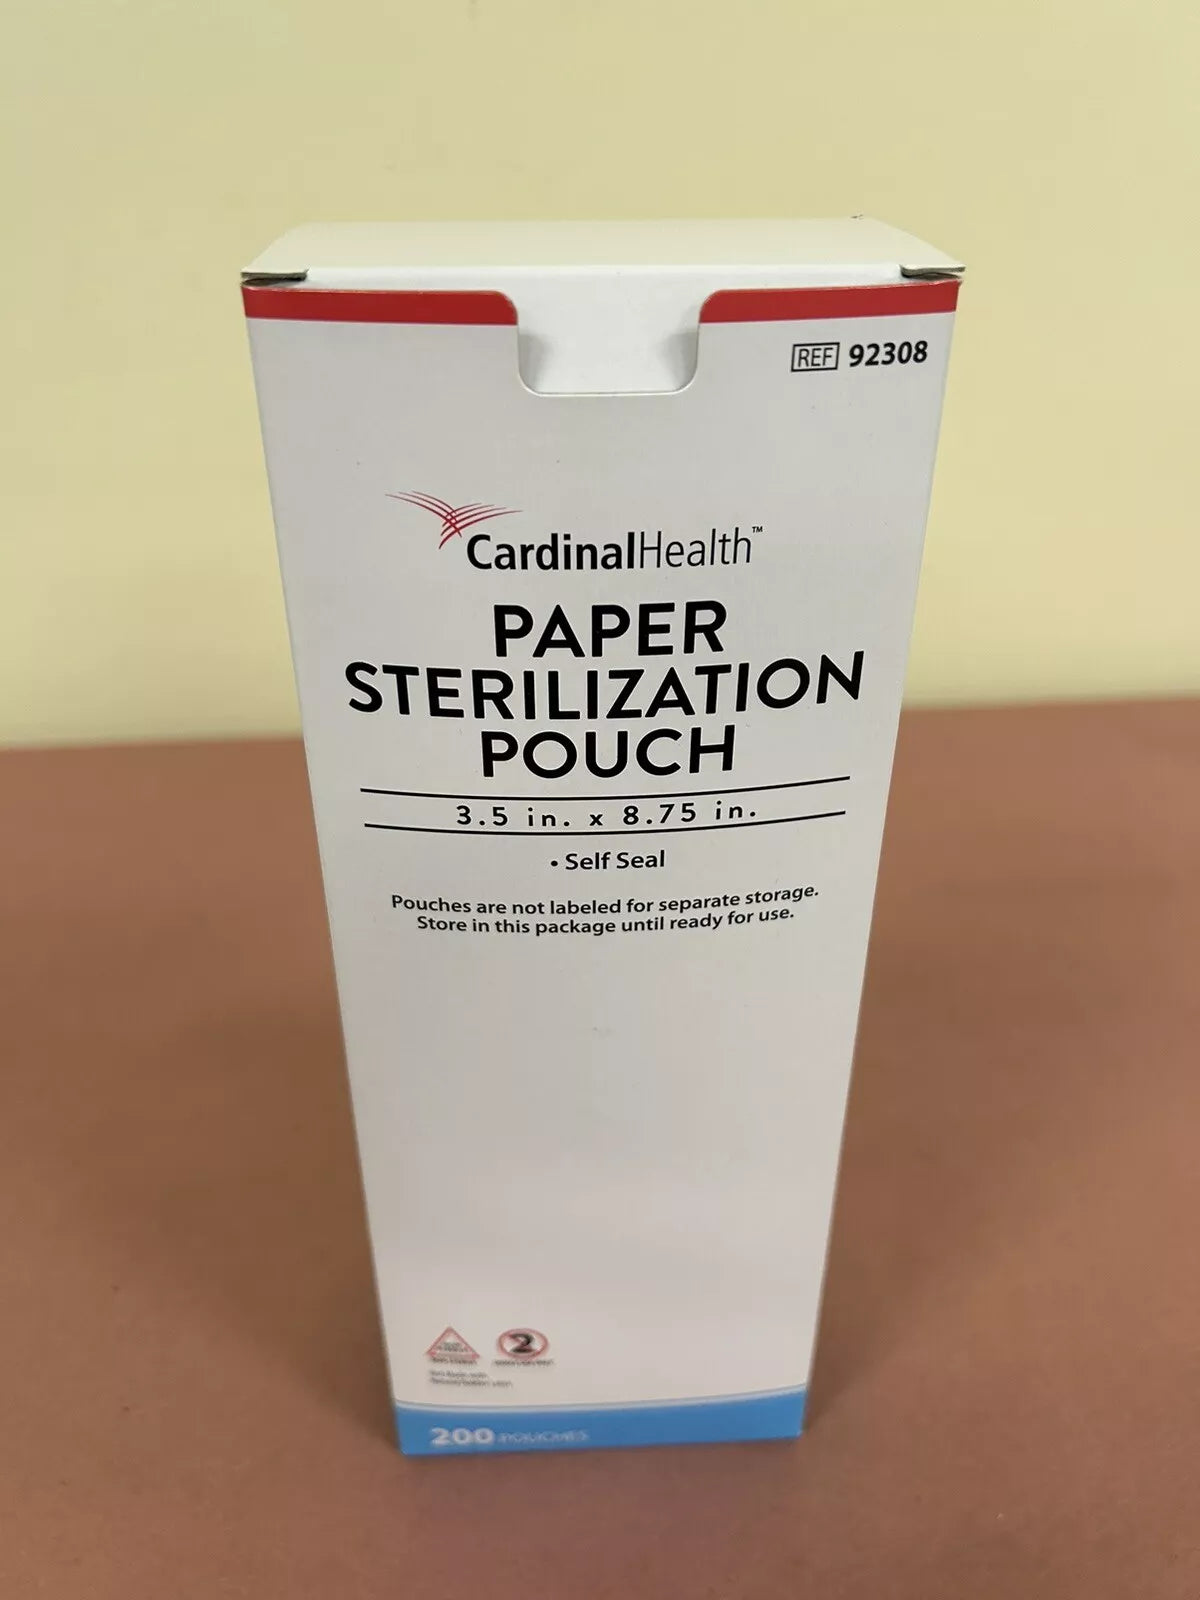 REF 92308
CardinalHealth™
PAPER
STERILIZATION
POUCH
3.5 in. x 8.75 in.
• Self Seal
Pouches are not labeled for separate storage.
Store in this package until ready for use.
2
200 POUCHES